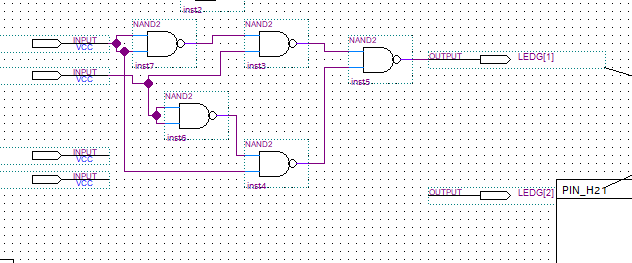 inst2
NAND2
NAND2
INPUT
VCC
NAND2
OUTPUT
LEDG[1]
inst7
inst3
INPUT
VCC
inst5
NAND2
inst6
NAND2
INPUT
VCC
INPUT
VCC
inst4
OUTPUT
LEDG[2]
PIN_H21